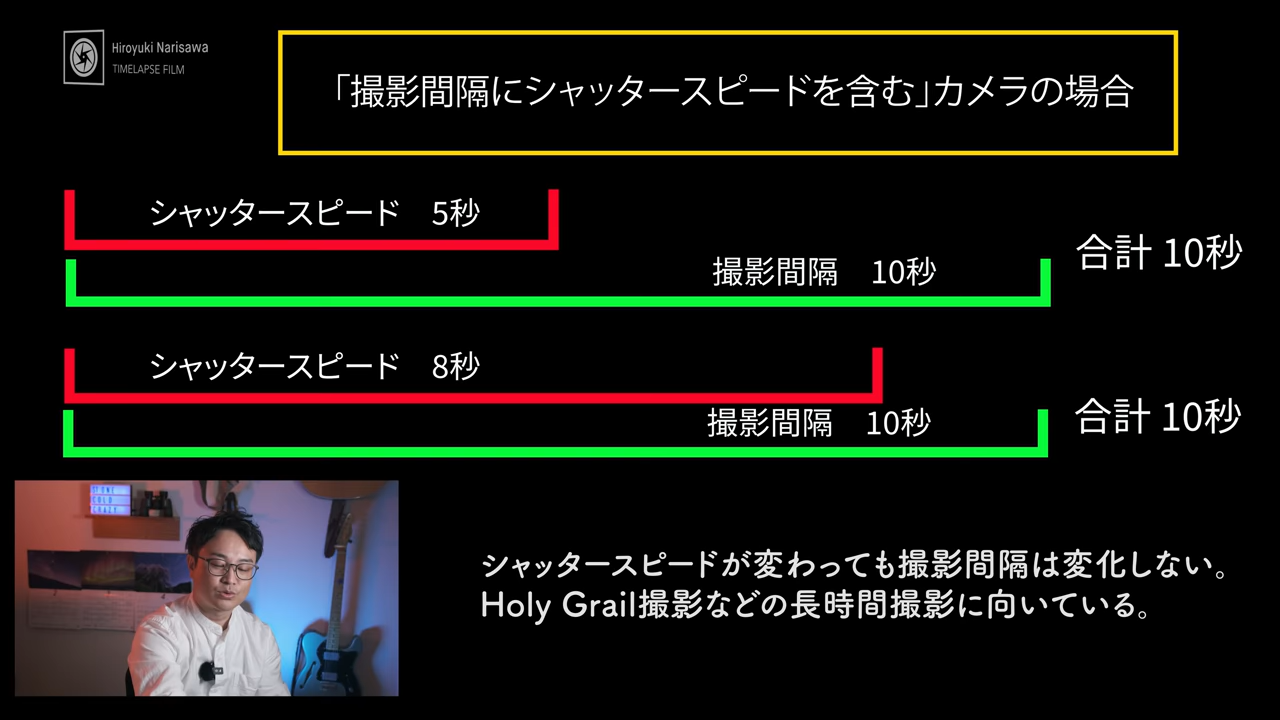 Hiroyuki Narisawa
TIMELAPSE FILM
「撮影間隔にシャッタースピードを含む」カメラの場合
シャッタースピード　5秒
撮影間隔　10秒
合計 10秒
シャッタースピード　8秒
撮影間隔　10秒
合計 10秒
シャッタースピードが変わっても撮影間隔は変化しない。
Holy Grail撮影などの長時間撮影に向いている。
STONE
COLD
CRAZY